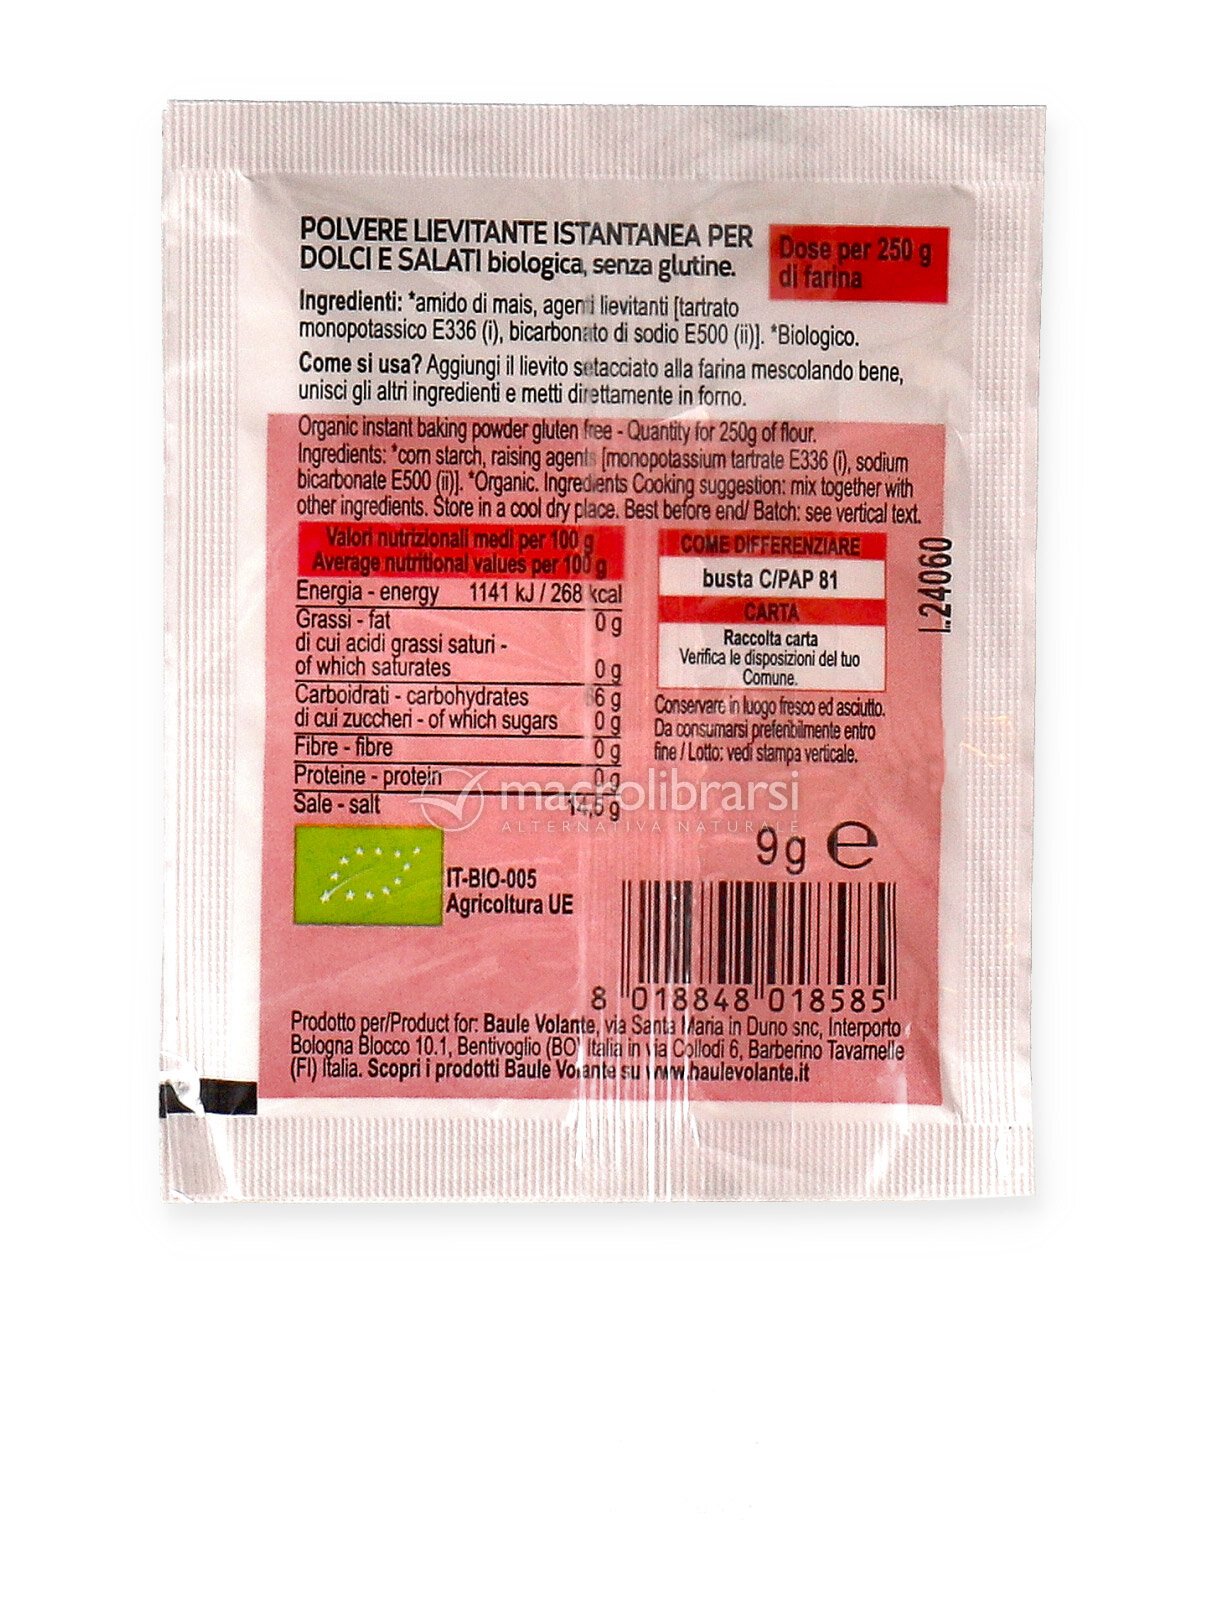 POLVERE LIEVITANTE ISTANTANEA PER
DOLCI E SALATI biologica, senza glutine.
Dose per 250 g
di farina
Ingredienti: *amido di mais, agenti lievitanti [tartrato
monopotassico E336 (i), bicarbonato di sodio E500 (ii)]. *Biologico.
Come si usa? Aggiungi il lievito setacciato alla farina mescolando bene,
unisci gli altri ingredienti e metti direttamente in forno.
Organic instant baking powder gluten free - Quantity for 250g of flour.
Ingredients: *corn starch, raising agents [monopotassium tartrate E336 (i), sodium
bicarbonate E500 (ii)]. *Organic. Ingredients Cooking suggestion: mix together with
other ingredients. Store in a cool dry place. Best before end/ Batch: see vertical text.
Valori nutrizionali medi per 100 g
Average nutritional values per 100 g
Energia - energy 1141 kJ / 268 kcal
Grassi - fat 0 g
di cui acidi grassi saturi -
of which saturates 0 g
Carboidrati - carbohydrates g
di cui zuccheri - of which sugars 0 g
Fibre - fibre 0 g
Proteine - protein 0 g
Sale - salt 14,5 g
COME DIFFERENZIARE
busta C/PAP 81
CARTA
Raccolta carta
Verifica le disposizioni del tuo
Comune.
Conservare in luogo fresco ed asciutto.
Da consumarsi preferibilmente entro
fine / Lotto: vedi stampa verticale.
L.24060
macrolibrarsi
ALTERNATIVA NATURALE
9g e
IT-BIO-005
Agricoltura UE
8 018848 018585
Prodotto per/Product for: Baule Volante, via Santa Maria in Duno snc, Interporto
Bologna Blocco 10.1, Bentivoglio (BO) Italia in via Collodi 6, Barberino Tavarnelle
(FI) Italia. Scopri i prodotti Baule Volante su www.baulevolante.it